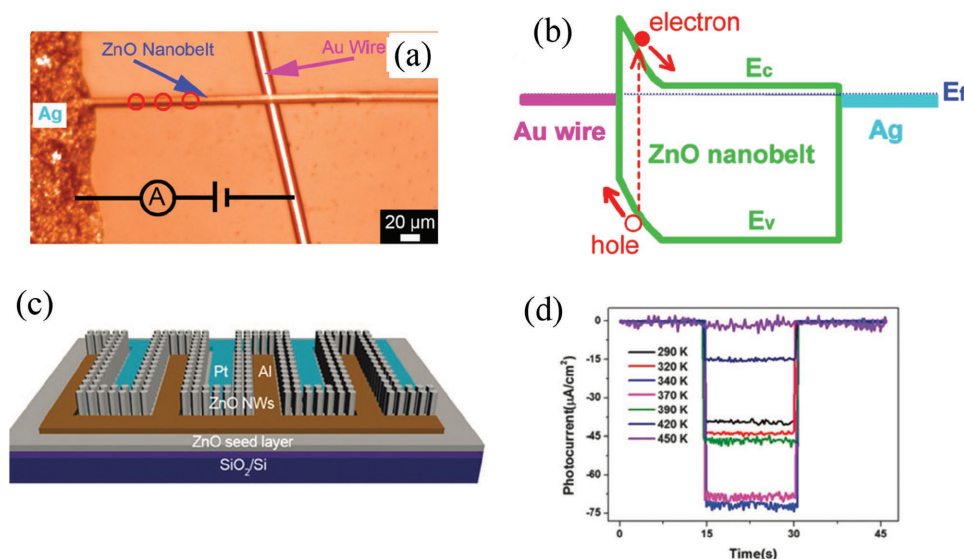 (a)
ZnO Nanobelt
Au Wire
Ag
A
20 μm
(b)
electron
Ec
Ef
Au wire
ZnO nanobelt
Ag
Ev
hole
(c)
Pt
Al
ZnO NWs
ZnO seed layer
SiO2/Si
(d)
Photocurrent(μA/cm²)
0
-15
-30
-45
-60
-75
290 K
320 K
340 K
370 K
390 K
420 K
450 K
0
15
30
45
Time(s)